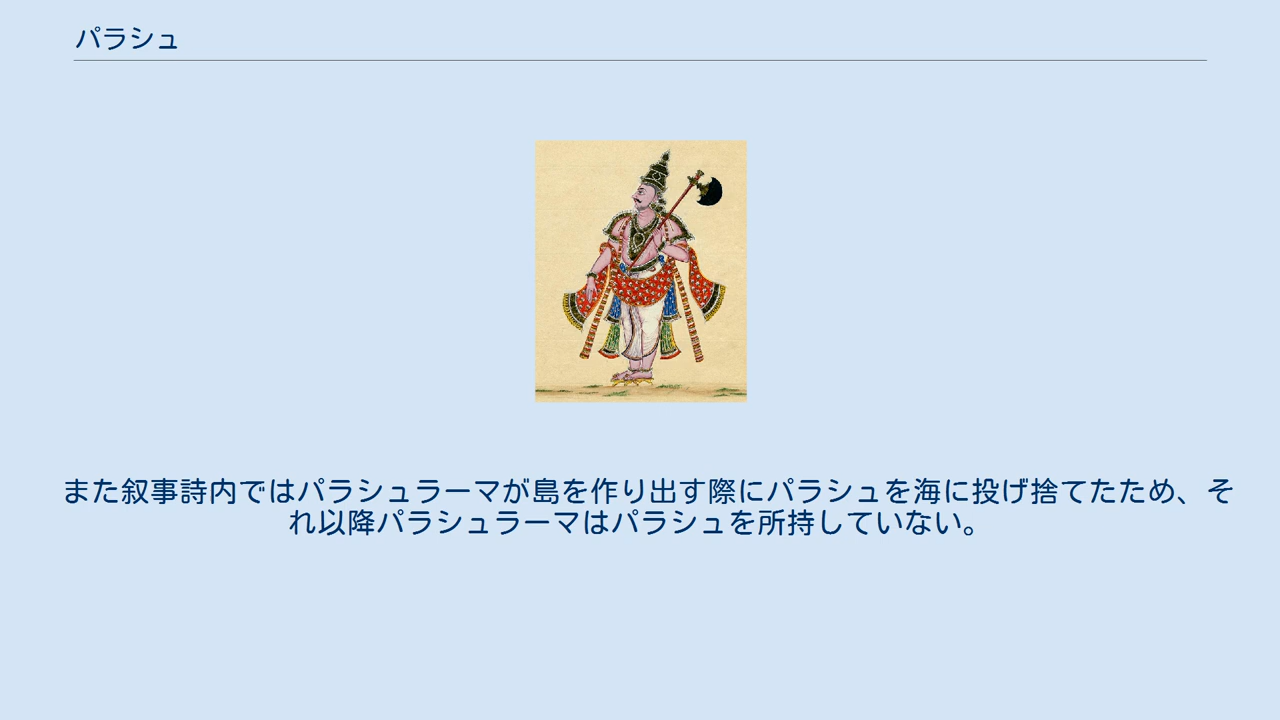 パラシュ
また叙事詩内ではパラシュラーマが島を作り出す際にパラシュを海に投げ捨てたため、そ
れ以降パラシュラーマはパラシュを所持していない。